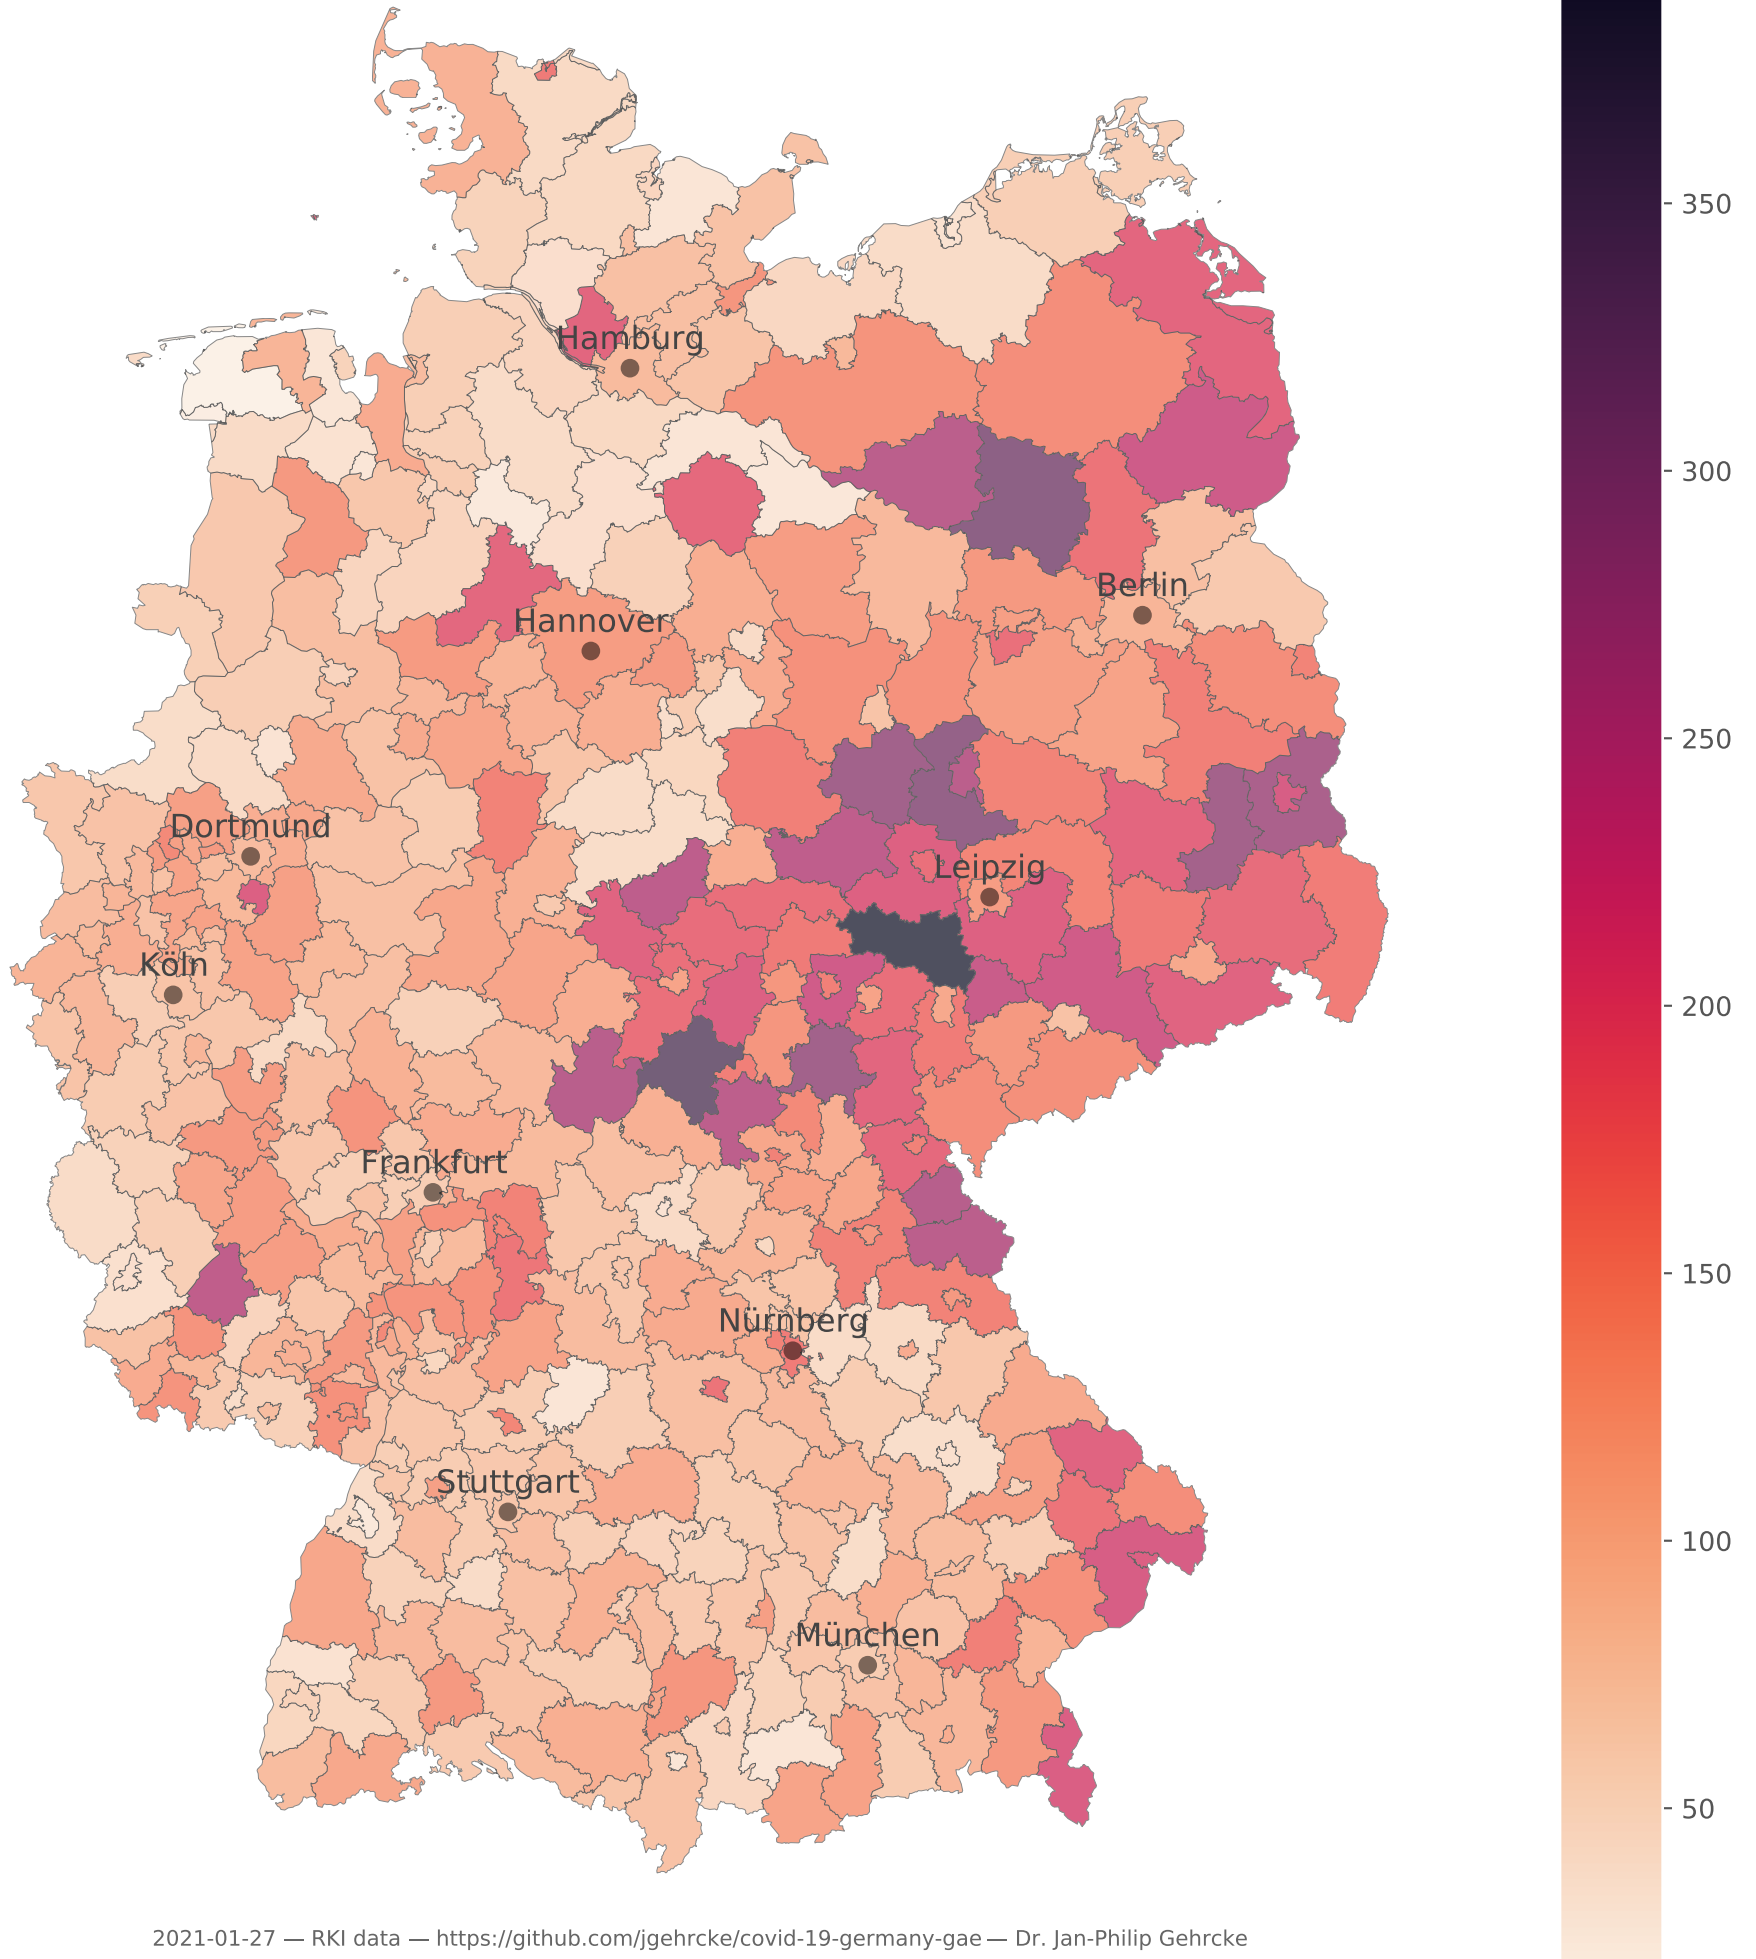 350
Hamburg
300
Berlin
Hannover
250
Dortmund
Leipzig
Köln
200
Frankfurt
150
Nürnberg
Stuttgart
100
München
50
2021-01-27 — RKI data — https://github.com/jgehrcke/covid-19-germany-gae — Dr. Jan-Philip Gehrcke